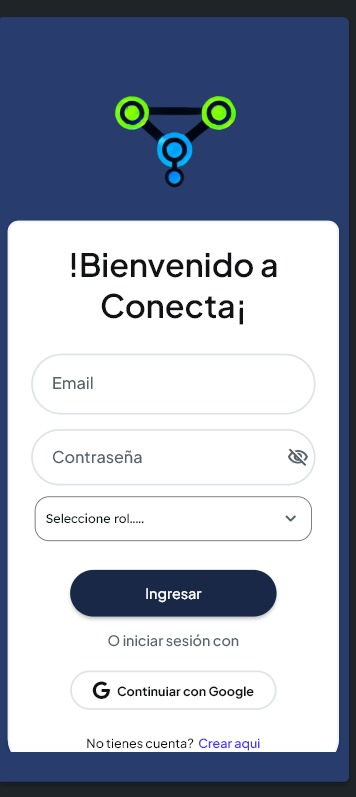 !Bienvenido a
Conecta¡
Email
Contraseña
Seleccione rol.....
Ingresar
O iniciar sesión con
G Continuiar con Google
No tienes cuenta? Crear aqui